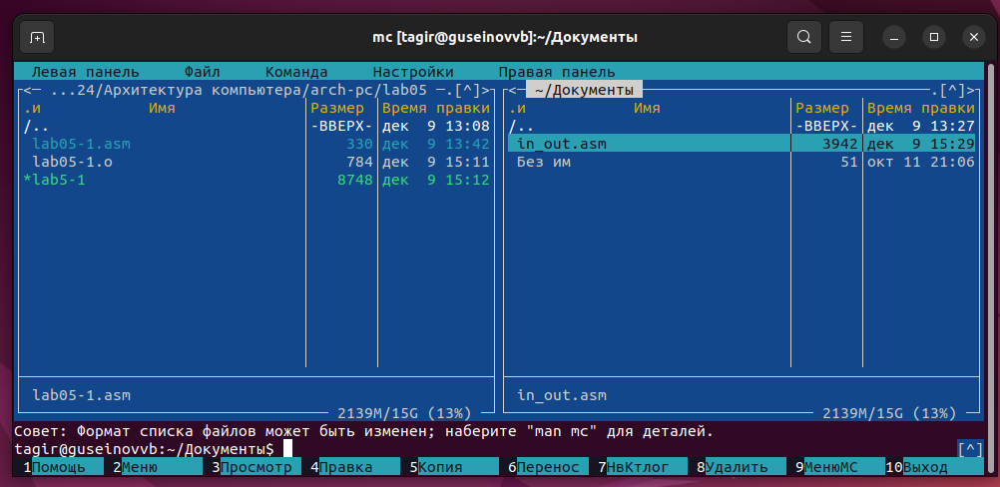 mc [tagir@guseinovvb]:~/Документы
Левая панель Файл Команда Настройки Правая панель
<─ ...24/Архитектура компьютера/arch-pc/lab05 ─.[^]> <─ ~/Документы .[^]>
.и Имя Размер Время правки .и Имя Размер Время правки
/.. -ВВЕРХ- дек 9 13:08 /.. -ВВЕРХ- дек 9 13:27
lab05-1.asm 330 дек 9 13:42 in_out.asm 3942 дек 9 15:29
lab05-1.o 784 дек 9 15:11 Без им 51 окт 11 21:06
*lab5-1 8748 дек 9 15:12
lab05-1.asm in_out.asm
2139M/15G (13%) 2139M/15G (13%)
Совет: Формат списка файлов может быть изменен; наберите "man mc" для деталей.
tagir@guseinovvb:~/Документы$ [^]
1Помощь 2Меню 3Просмотр 4Правка 5Копия 6Перенос 7НвКтлог 8Удалить 9МенюMC 10Выход